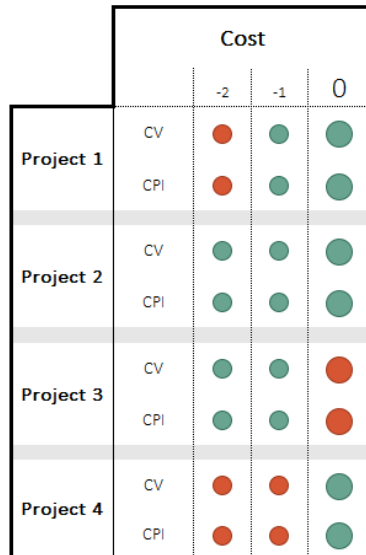 Cost
-2 -1 0
CV
Project 1
CPI
CV
Project 2
CPI
CV
Project 3
CPI
CV
Project 4
CPI